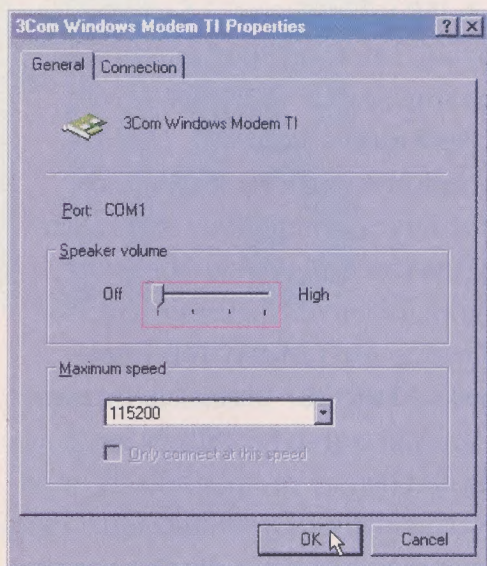 3Com Windows Modem TI Properties
General
Connection
3Com Windows Modem TI
Port: COM1
Speaker volume
Off
High
Maximum speed
115200
Only connect at this speed
OK
Cancel